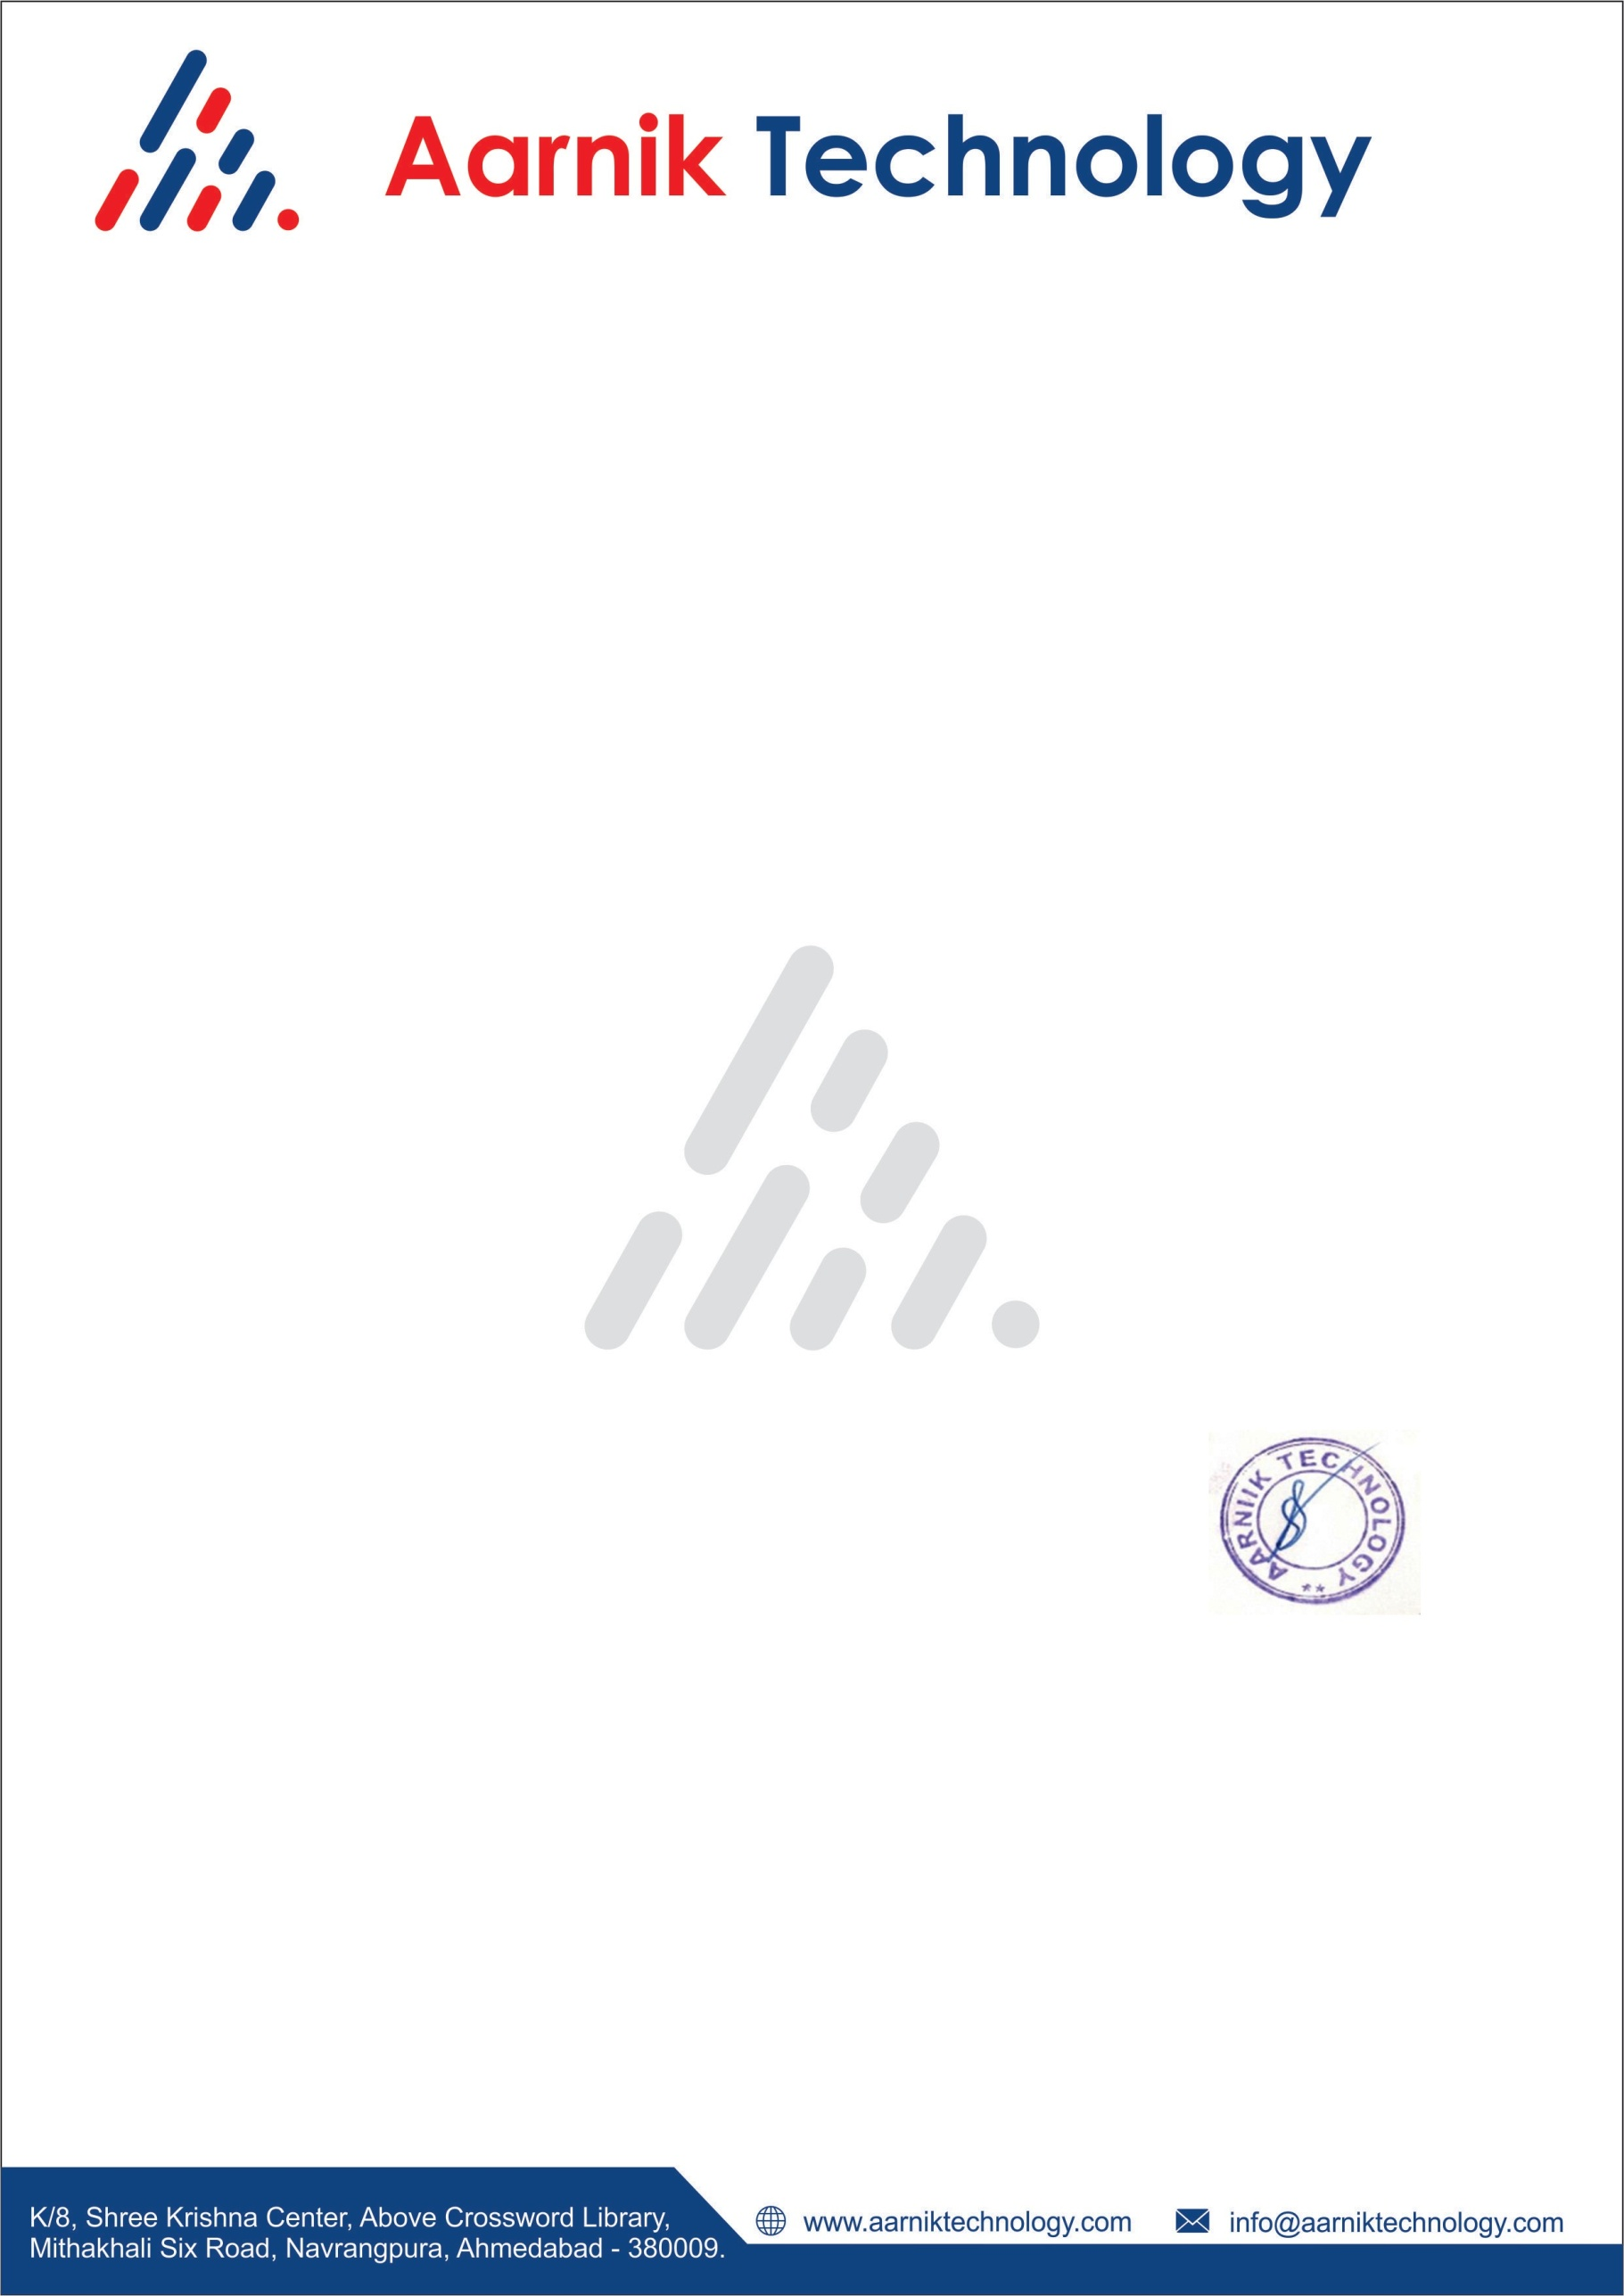 Aarnik Technology
AARNIIK TECHNOLOGY **
K/8, Shree Krishna Center, Above Crossword Library,
Mithakhali Six Road, Navrangpura, Ahmedabad - 380009.
www.aarniktechnology.com
info@aarniktechnology.com